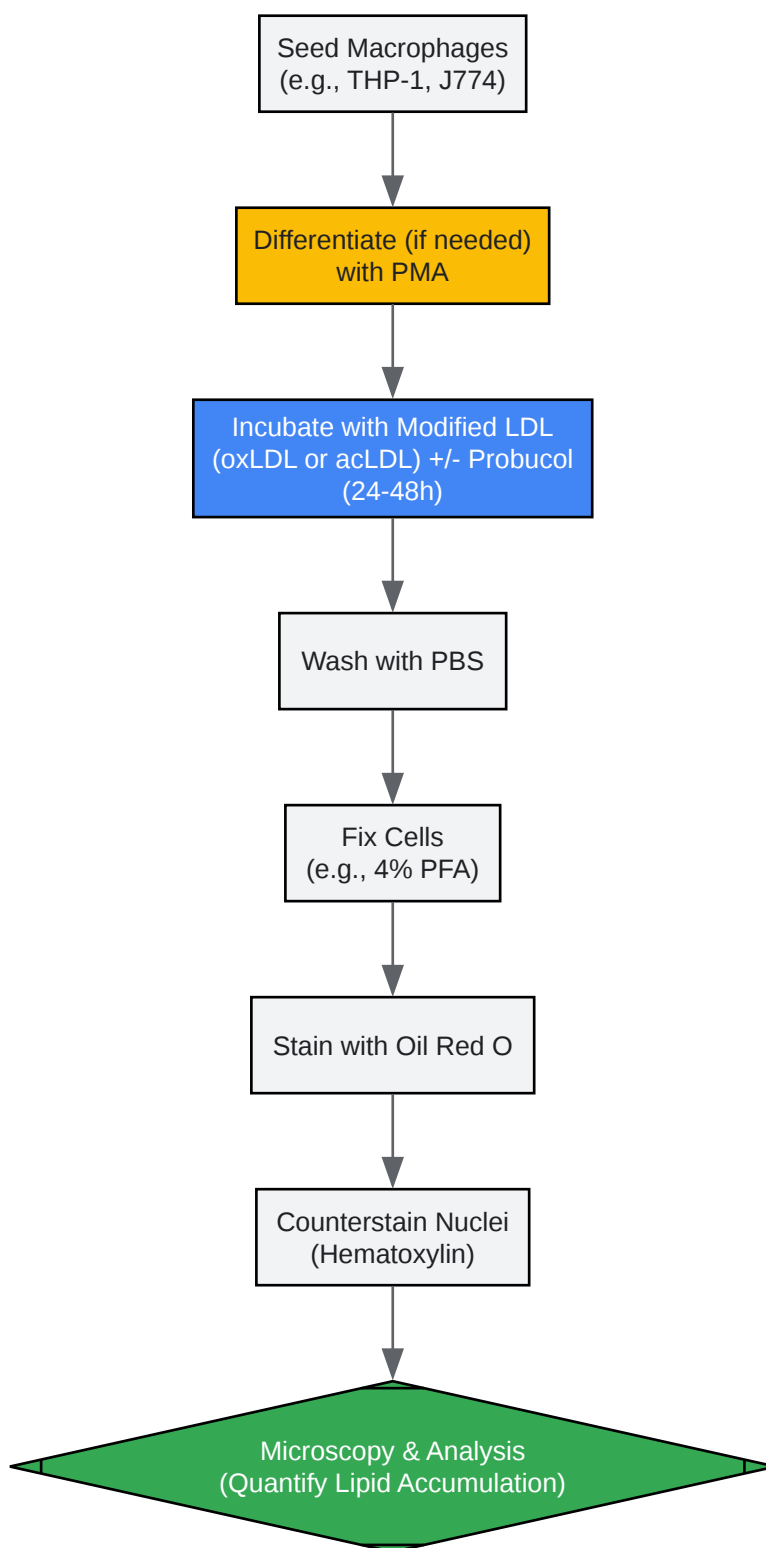 Seed Macrophages
(e.g., THP-1, J774)
Differentiate (if needed)
with PMA
Incubate with Modified LDL
(oxLDL or acLDL) +/- Probucol
(24-48h)
Wash with PBS
Fix Cells
(e.g., 4% PFA)
Stain with Oil Red O
Counterstain Nuclei
(Hematoxylin)
Microscopy & Analysis
(Quantify Lipid Accumulation)